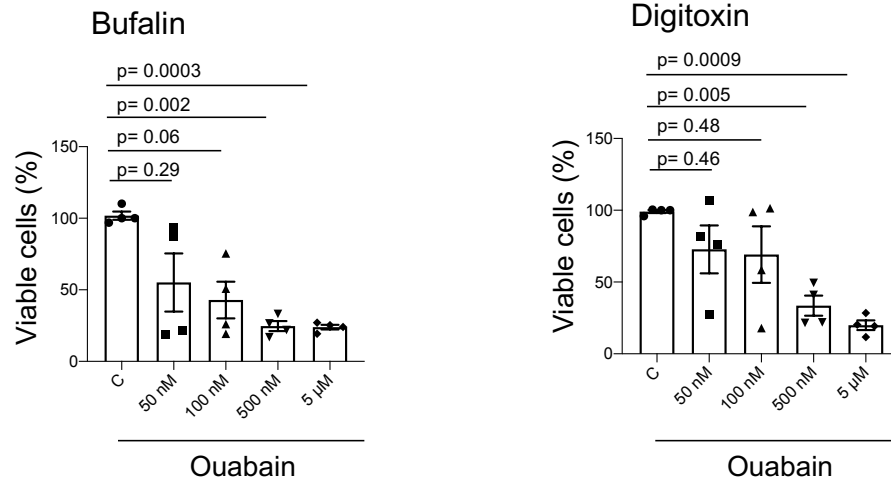 Bufalin
p= 0.0003
p= 0.002
p= 0.06
p= 0.29
Viable cells (%)
150
100
50
0
C
50 nM
100 nM
500 nM
5 µM
Ouabain
Digitoxin
p= 0.0009
p= 0.005
p= 0.48
p= 0.46
Viable cells (%)
150
100
50
0
C
50 nM
100 nM
500 nM
5 µM
Ouabain